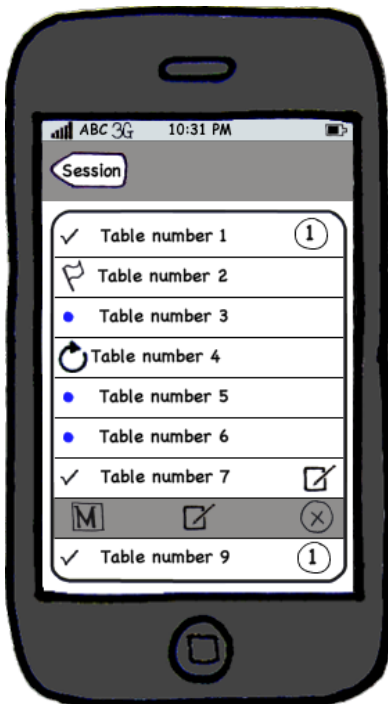 ABC 3G 10:31 PM
Session
Table number 1 1
Table number 2
Table number 3
Table number 4
Table number 5
Table number 6
Table number 7
M
Table number 9 1